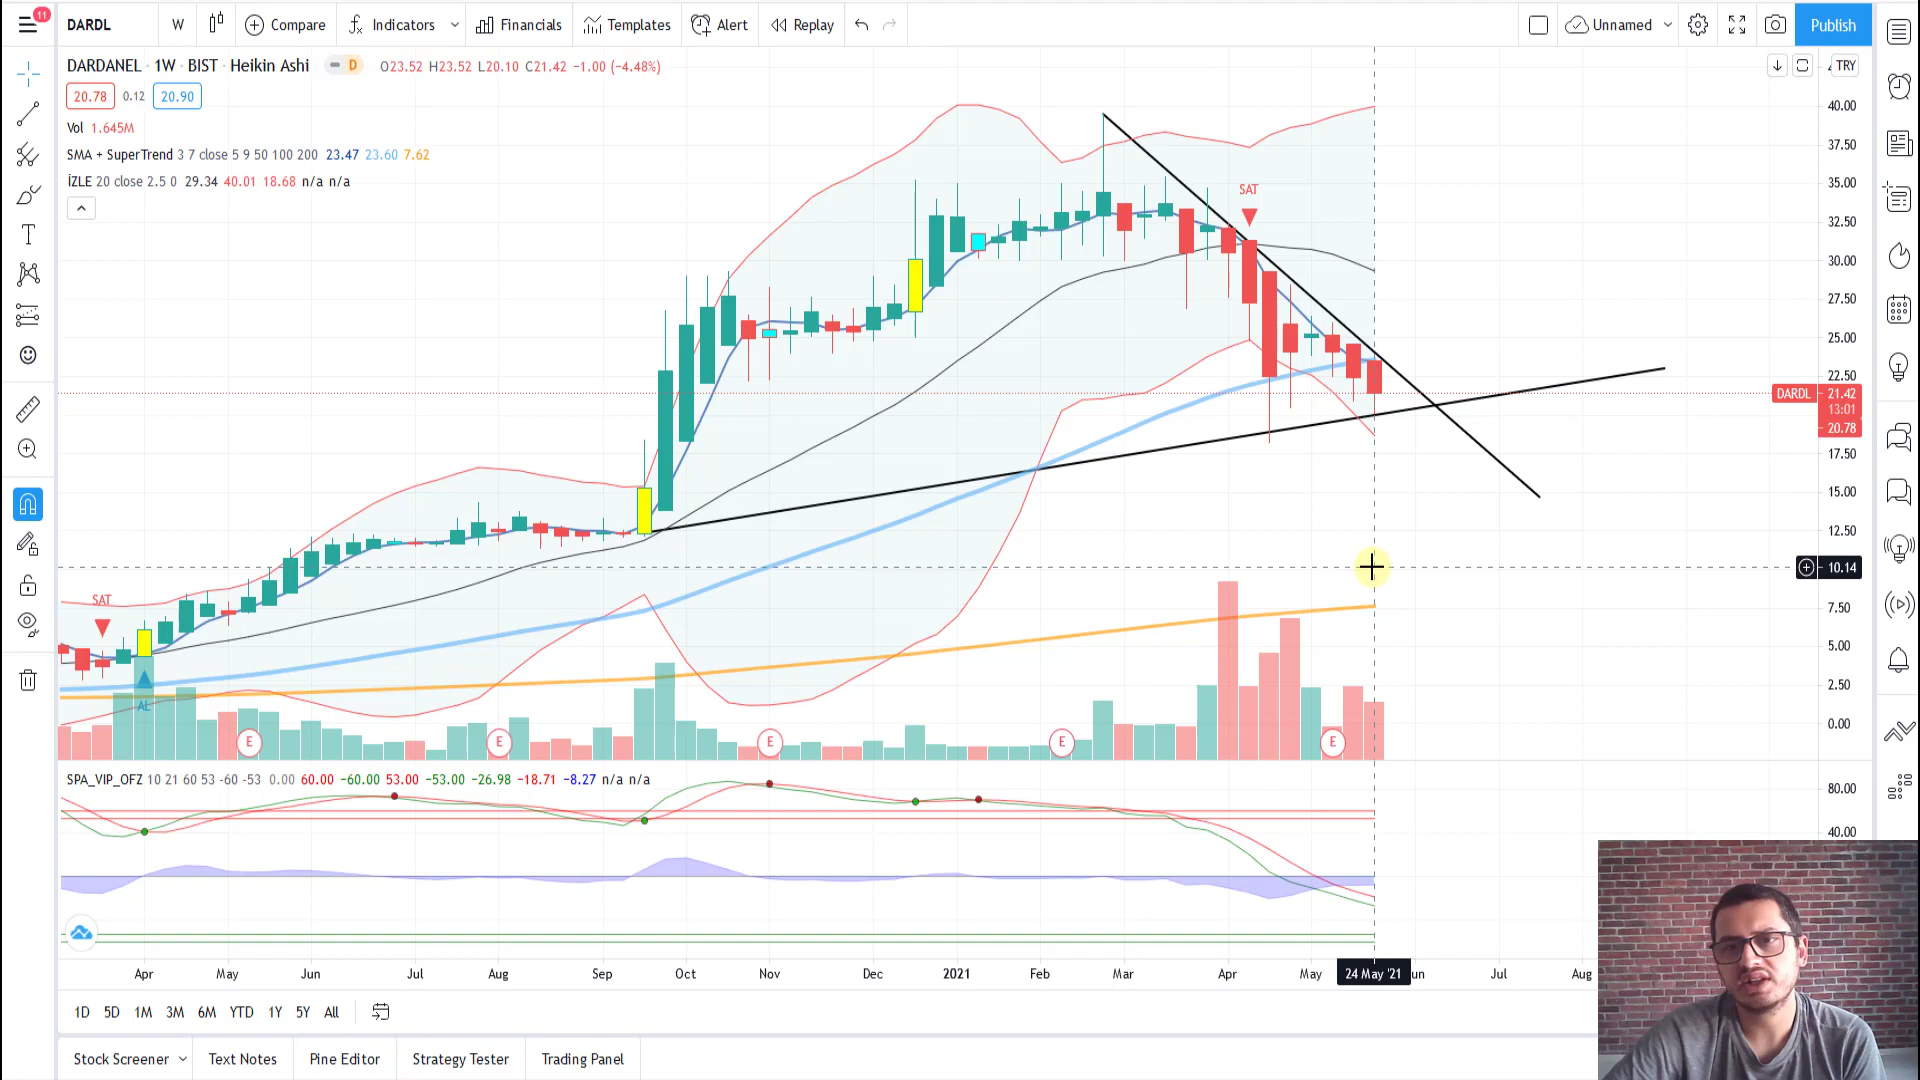 11
DARDL
W
Compare
Indicators
Financials
Templates
Alert
Replay
Unnamed
Publish
DARDANEL · 1W · BIST · Heikin Ashi
D
O23.52 H23.52 L20.10 C21.42 −1.00 (−4.48%)
TRY
20.78 0.12 20.90
Vol 1.645M
SMA + SuperTrend 3 7 close 5 9 50 100 200 23.47 23.60 7.62
İZLE 20 close 2.5 0 29.34 40.01 18.68 n/a n/a
40.00
37.50
35.00
32.50
30.00
27.50
25.00
22.50
DARDL 21.42
13:01
20.78
17.50
15.00
12.50
10.14
7.50
5.00
2.50
0.00
SAT
SAT
AL
E
E
E
E
E
SPA_VIP_OFZ 10 21 60 53 -60 -53 0.00 60.00 −60.00 53.00 −53.00 −26.98 −18.71 −8.27 n/a n/a
80.00
40.00
Apr May Jun Jul Aug Sep Oct Nov Dec 2021 Feb Mar Apr May 24 May '21 un Jul Aug
1D 5D 1M 3M 6M YTD 1Y 5Y All
Stock Screener
Text Notes
Pine Editor
Strategy Tester
Trading Panel